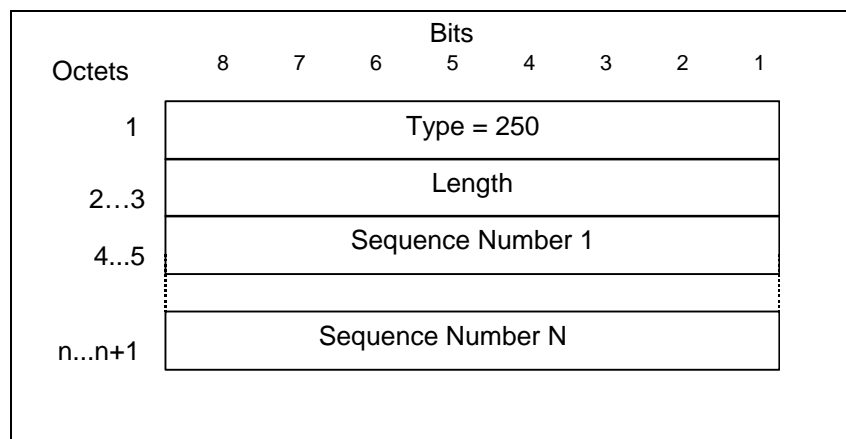 Bits
Octets 8 7 6 5 4 3 2 1
1 Type = 250
2…3 Length
4...5 Sequence Number 1
n...n+1 Sequence Number N